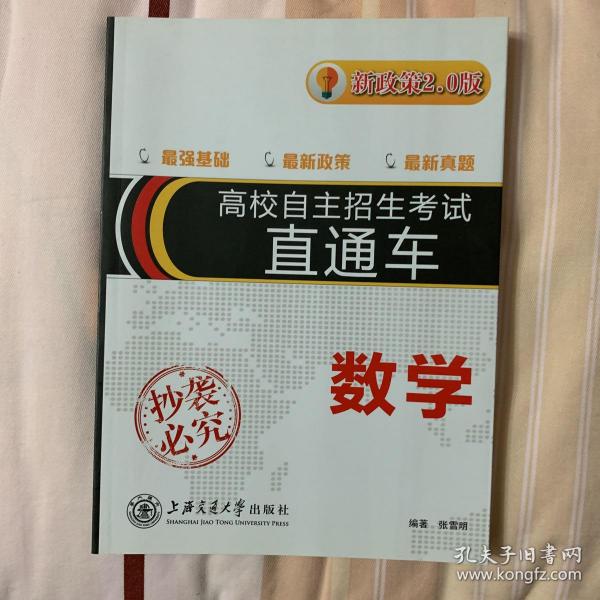 新政策2.0版
最强基础 最新政策 最新真题
高校自主招生考试
直通车
数学
抄袭
必究
上海交通大学出版社
SHANGHAI JIAO TONG UNIVERSITY PRESS
编著 张雪明
孔夫子旧书网
www.kongfz.com